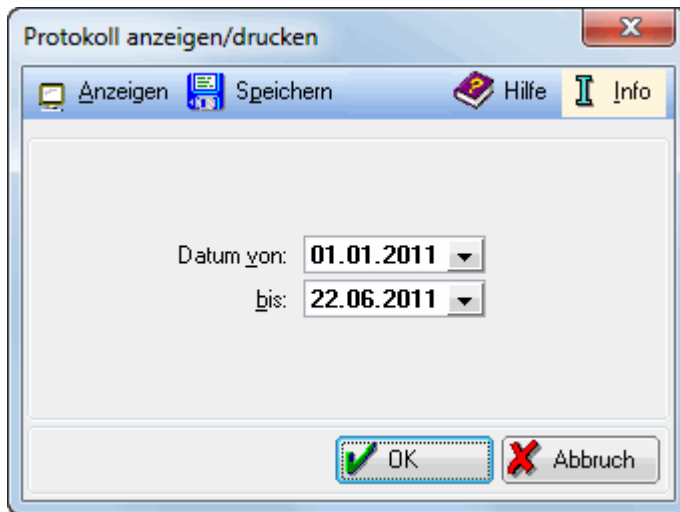 Protokoll anzeigen/drucken
Anzeigen Speichern Hilfe Info
Datum von: 01.01.2011
bis: 22.06.2011
OK Abbruch